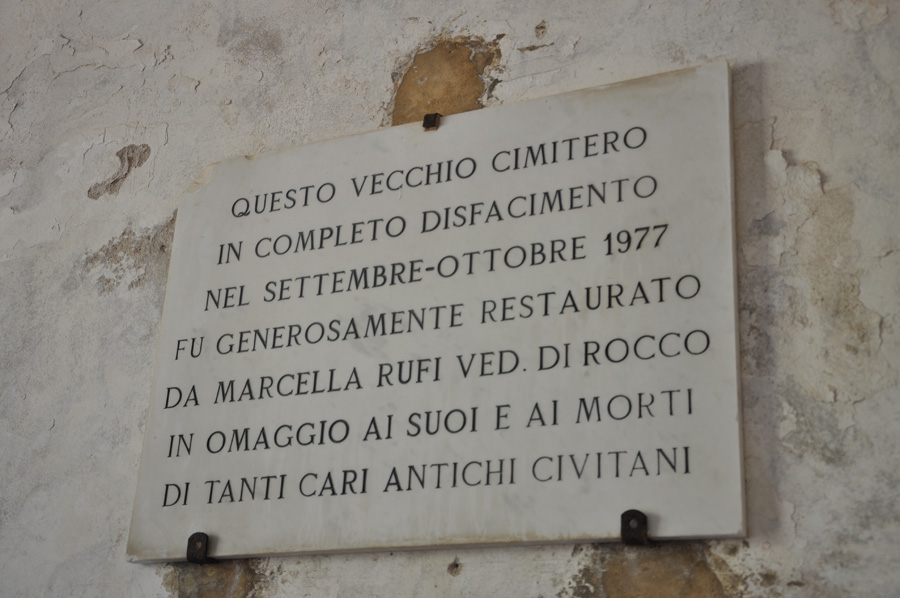 QUESTO VECCHIO CIMITERO
IN COMPLETO DISFACIMENTO
NEL SETTEMBRE-OTTOBRE 1977
FU GENEROSAMENTE RESTAURATO
DA MARCELLA RUFI VED. DI ROCCO
IN OMAGGIO AI SUOI E AI MORTI
DI TANTI CARI ANTICHI CIVITANI